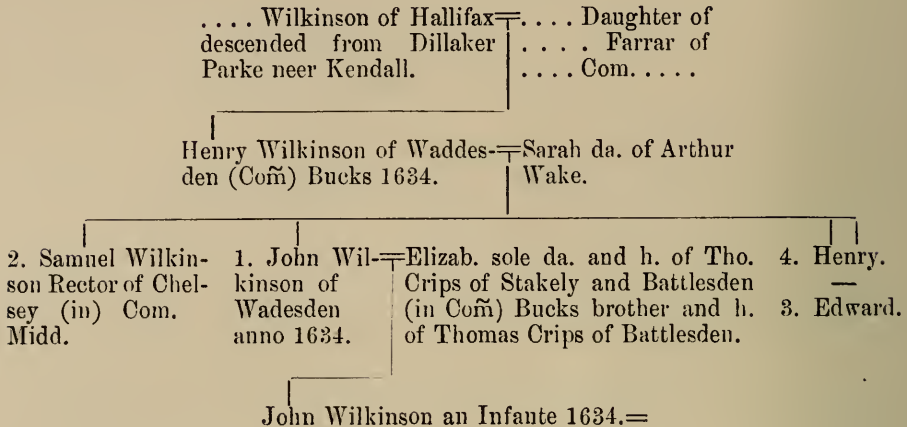 . . . . Wilkinson of Hallifax=. . . . Daughter of
descended from Dillaker . . . . Farrar of
Parke neer Kendall. . . . . Com. . . . .
Henry Wilkinson of Waddes-=Sarah da. of Arthur
den (Com̃) Bucks 1634. Wake.
2. Samuel Wilkin-
son Rector of Chel-
sey (in) Com.
Midd.
1. John Wil-=
kinson of
Wadesden
anno 1634.
Elizab. sole da. and h. of Tho.
Crips of Stakely and Battlesden
(in Com̃) Bucks brother and h.
of Thomas Crips of Battlesden.
4. Henry.
—
3. Edward.
John Wilkinson an Infante 1634.=